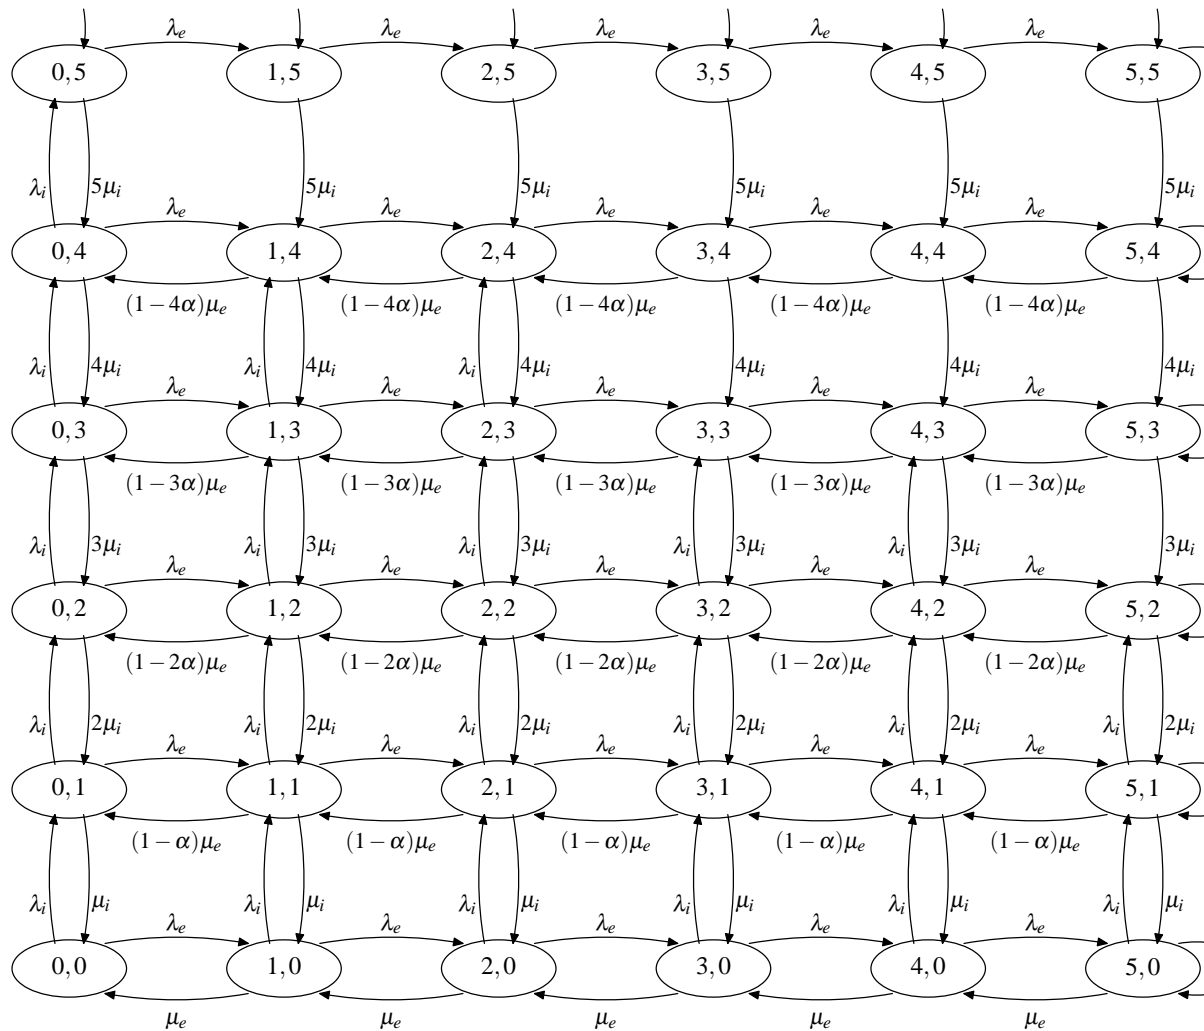 λe λe λe λe λe
0,5 1,5 2,5 3,5 4,5 5,5
λi 5μi 5μi 5μi 5μi 5μi 5μi
λe λe λe λe λe
0,4 1,4 2,4 3,4 4,4 5,4
(1−4α)μe (1−4α)μe (1−4α)μe (1−4α)μe (1−4α)μe
λi 4μi λi 4μi λi 4μi 4μi 4μi 4μi
λe λe λe λe λe
0,3 1,3 2,3 3,3 4,3 5,3
(1−3α)μe (1−3α)μe (1−3α)μe (1−3α)μe (1−3α)μe
λi 3μi λi 3μi λi 3μi λi 3μi λi 3μi 3μi
λe λe λe λe λe
0,2 1,2 2,2 3,2 4,2 5,2
(1−2α)μe (1−2α)μe (1−2α)μe (1−2α)μe (1−2α)μe
λi 2μi λi 2μi λi 2μi λi 2μi λi 2μi λi 2μi
λe λe λe λe λe
0,1 1,1 2,1 3,1 4,1 5,1
(1−α)μe (1−α)μe (1−α)μe (1−α)μe (1−α)μe
λi μi λi μi λi μi λi μi λi μi λi μi
λe λe λe λe λe
0,0 1,0 2,0 3,0 4,0 5,0
μe μe μe μe μe